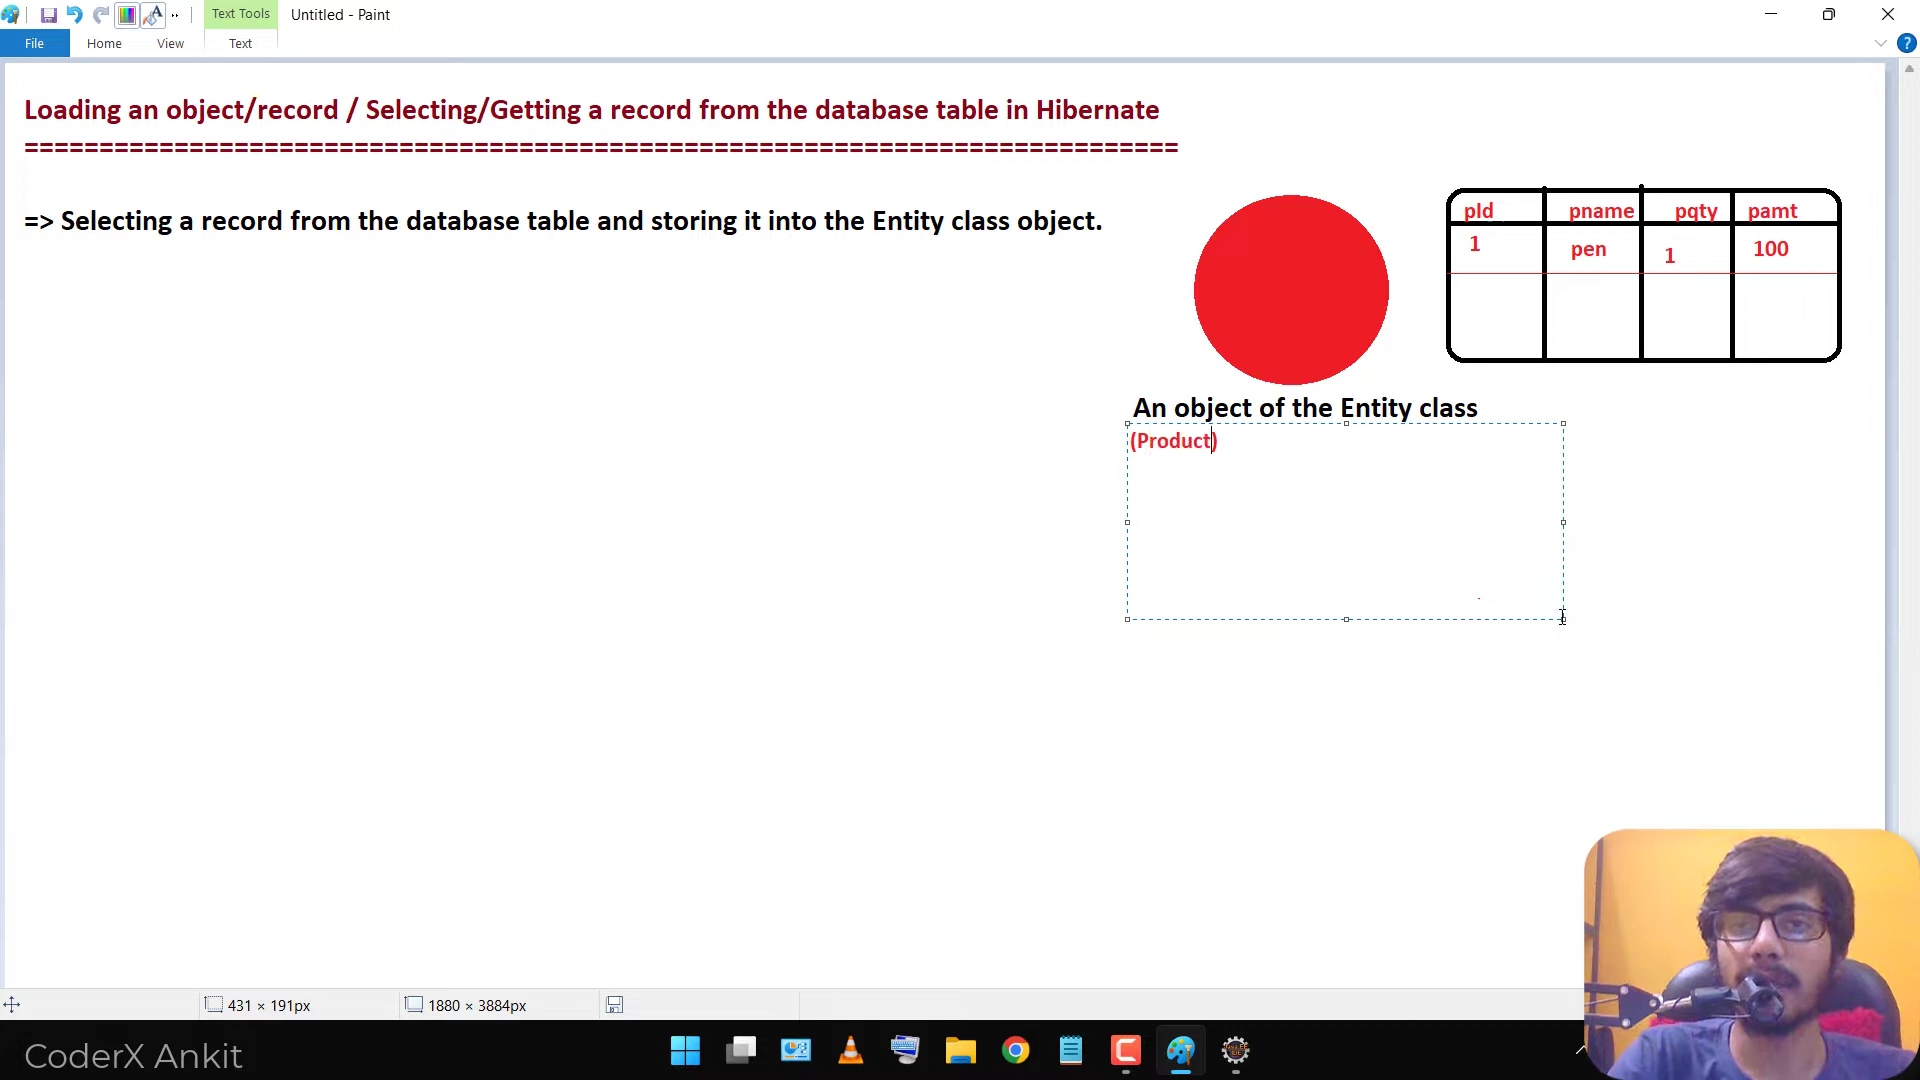 Text Tools
Untitled - Paint
File
Home
View
Text
Loading an object/record / Selecting/Getting a record from the database table in Hibernate
=============================================================================
=> Selecting a record from the database table and storing it into the Entity class object.
pId pname pqty pamt
1 pen 1 100
An object of the Entity class
(Product)
431 × 191px
1880 × 3884px
CoderX Ankit